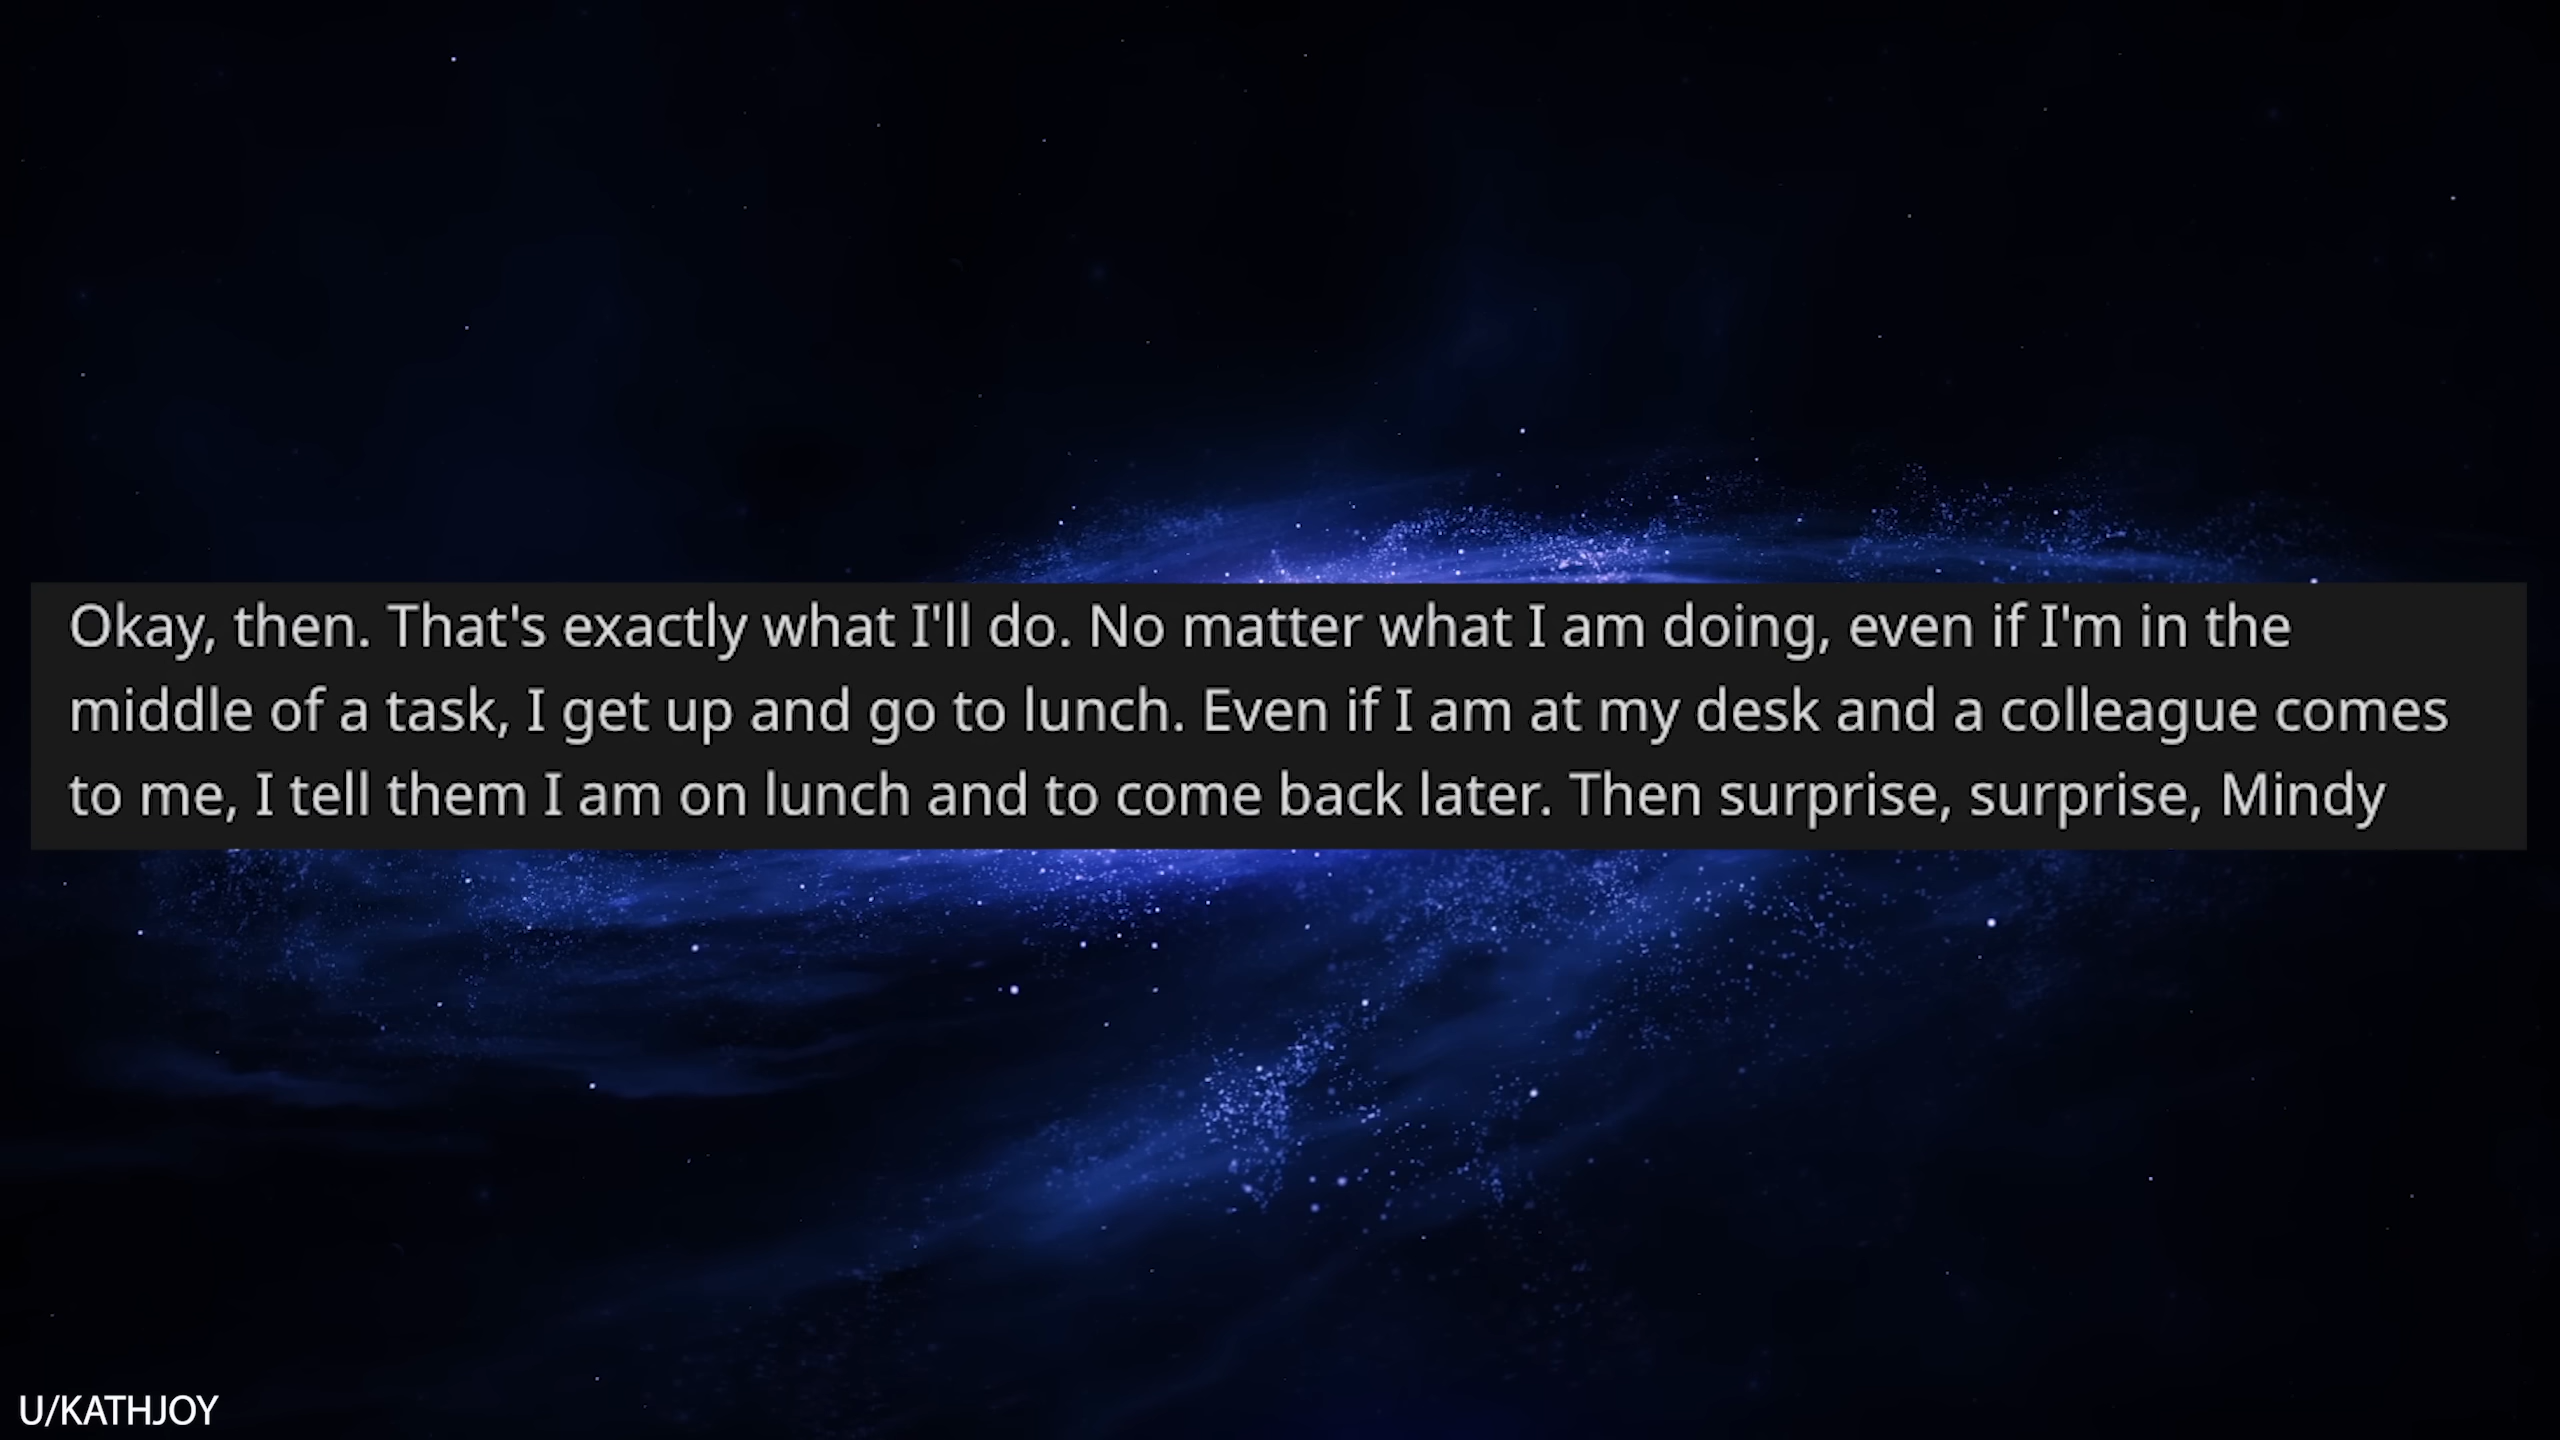 Okay, then. That's exactly what I'll do. No matter what I am doing, even if I'm in the
middle of a task, I get up and go to lunch. Even if I am at my desk and a colleague comes
to me, I tell them I am on lunch and to come back later. Then surprise, surprise, Mindy
U/KATHJOY